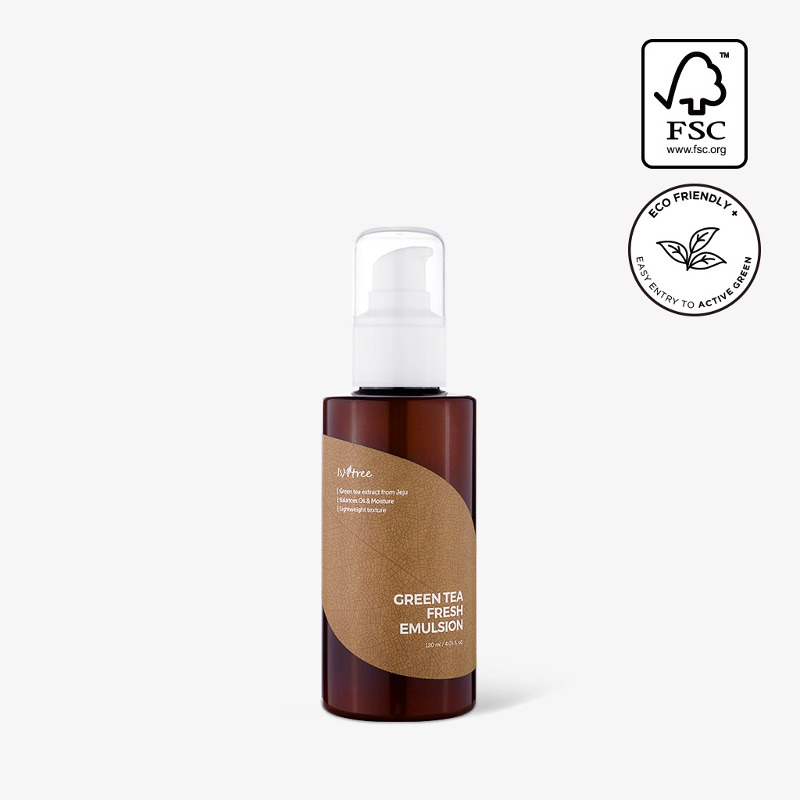 FSC
™
www.fsc.org
ECO FRIENDLY +
EASY ENTRY TO ACTIVE GREEN
IsNtree
Green tea extract from Jeju
Balances Oil & Moisture
Lightweight texture
GREEN TEA
FRESH
EMULSION
120 ml / 4.05 fl. oz